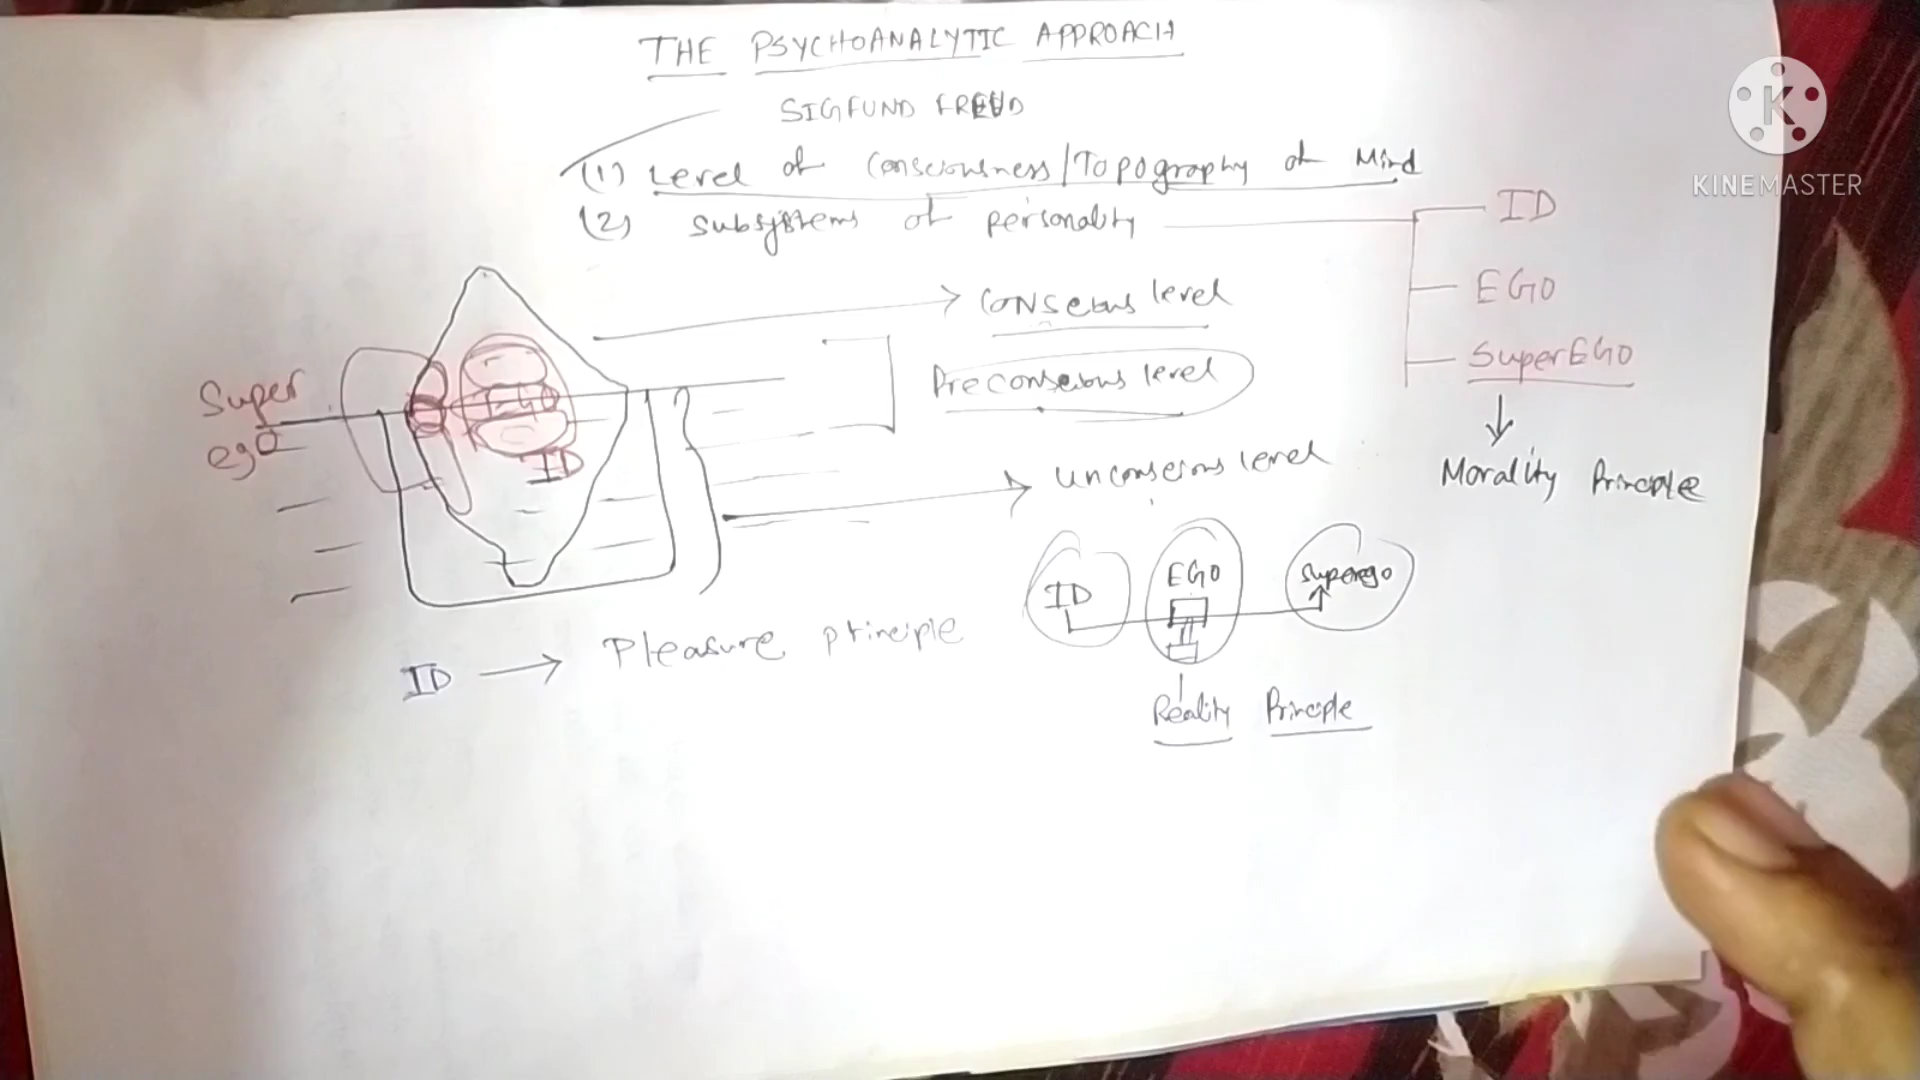 THE PSYCHOANALYTIC APPROACH
SIGFUND FREUD
(1) Level of Consciousness/Topography of Mind
(2) Subsystems of personality
ID
EGO
SuperEGO
Morality Principle
Conscious level
Preconscious level
Unconscious level
Super
ego
EGO
ID
ID EGO Superego
Reality Principle
ID → Pleasure principle
K
KINEMASTER